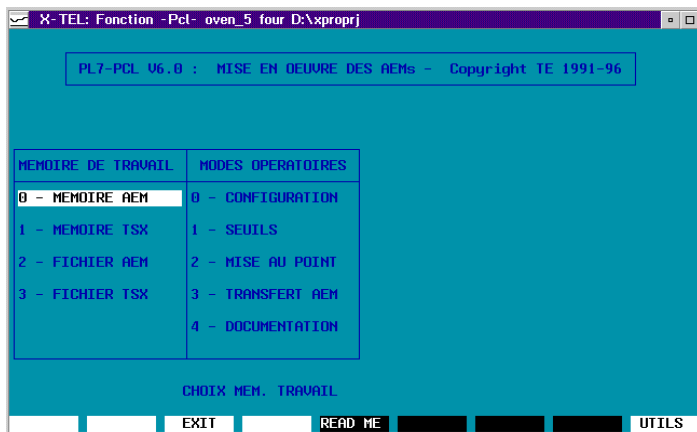 X-TEL: Fonction -Pcl- oven_5 four D:\xproprj
PL7-PCL V6.0 : MISE EN OEUVRE DES AEMs - Copyright TE 1991-96
MEMOIRE DE TRAVAIL
0 - MEMOIRE AEM
1 - MEMOIRE TSX
2 - FICHIER AEM
3 - FICHIER TSX
MODES OPERATOIRES
0 - CONFIGURATION
1 - SEUILS
2 - MISE AU POINT
3 - TRANSFERT AEM
4 - DOCUMENTATION
CHOIX MEM. TRAVAIL
EXIT READ ME UTILS